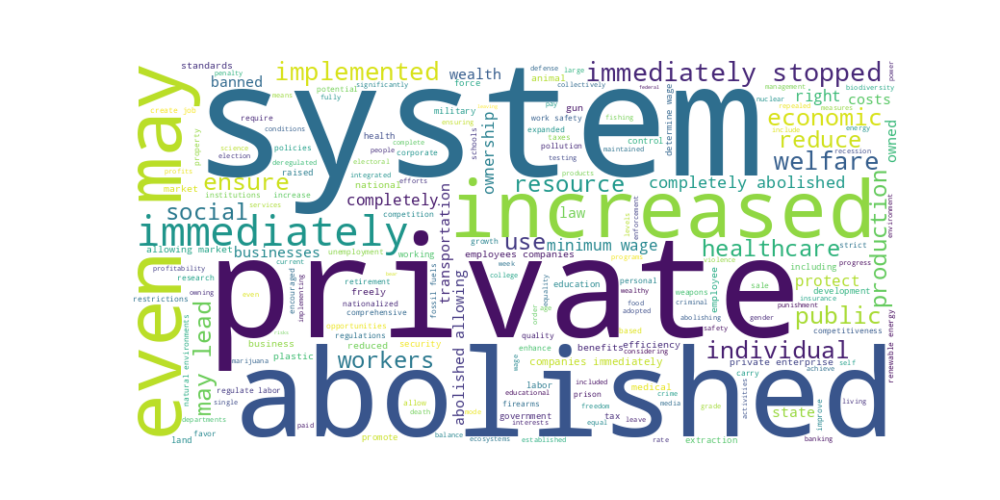 standards
penalty
defense
large
management
power
implemented
wealth
force
animal
collectively
immediately stopped
federal
biodiversity
banned
potential
fully
significantly
meant
pay
nuclear
repealed
measures
right
costs
create job
require
military
gun
work safety
fishing
determine wage
include
energy
economic
system
conditions
health
expanded
taxes
control
recession
reduce
science
election
policies
people
complete
schools
pollution
maintained
owned
property
deregulated
electoral
corporate
ownership
testing
products
welfare
even may
profits
raised
integrated
efforts
ensure
national
resource
completely abolished
market
institutions
increase
completely
services
competition
social
increased
law
levels
enforcement
environment
production
immediately
transportation
use
minimum wage
healthcare
strict
allowing market
businesses
unemployment
working
growth
employees companies
violence
including
progress
profitability
current
week
programs
research
owning
encouraged
implementing
retirement
fossil fuels
college
education
personal
wealthy
employee
sale
protect
development
restrictions
freely
nationalized
comprehensive
private
order
equality
age
food
adopted
criminal
abolishing
punishment
insurance
gender
public
renewable energy
may lead
natural environments
opportunities
regulations
quality
based
safety
competitiveness
business
reduced
security
enhance
considering
efficiency
benefits
individual
marijuana
plastic
workers
companies immediately
private enterprise
self
achieve
regulate labor
single
abolished allowing
wage
labor
educational
included
prison
medical
crime
media
carry
activities
living
abolished
departments
allow
death
firearms
government
interests
freedom
equal
tax
leave
grade
state
improve
land
favor
paid
promote
balance
ecosystems
established
rate
extraction
banking